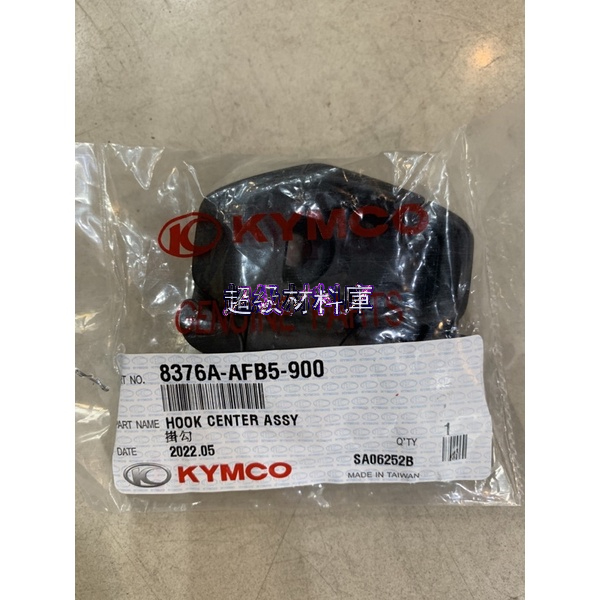 KYMCO
超級材料庫
GENUINE PARTS
T NO. 8376A-AFB5-900
PART NAME HOOK CENTER ASSY
掛勾
Q'TY 1
DATE 2022.05
SA06252B
KYMCO
MADE IN TAIWAN